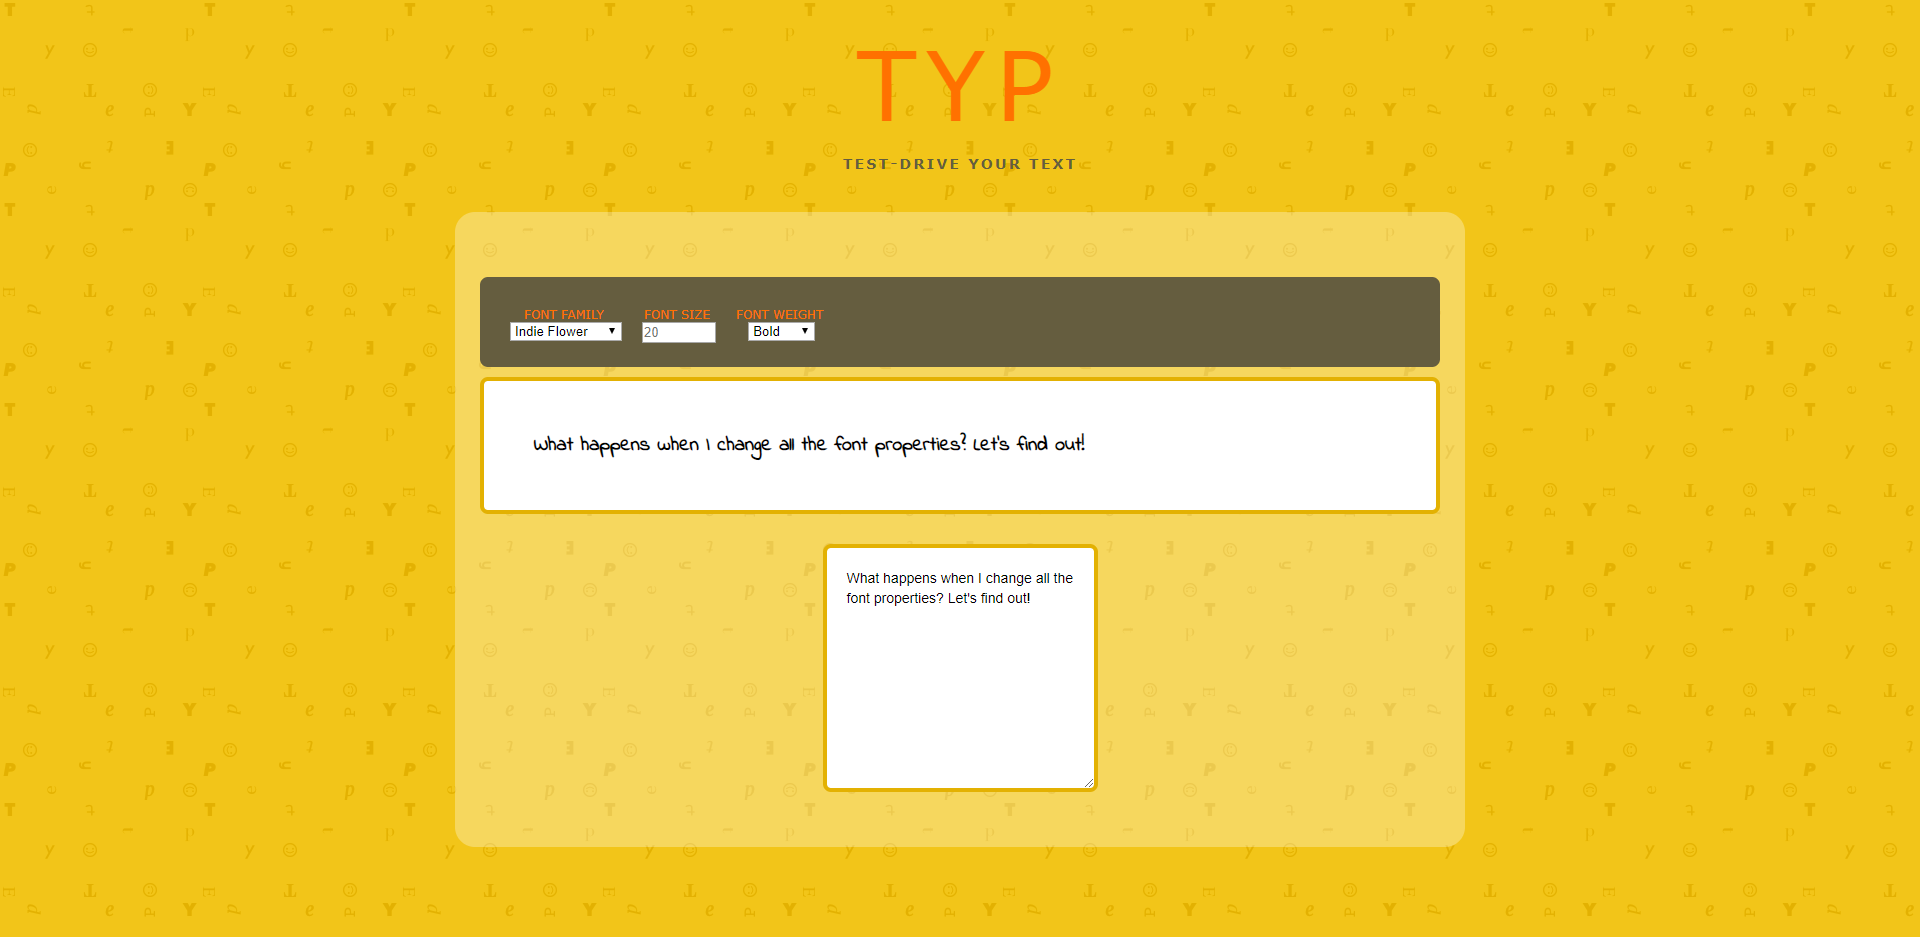 TYP
TEST-DRIVE YOUR TEXT
FONT FAMILY FONT SIZE FONT WEIGHT
Indie Flower 20 Bold
What happens when I change all the font properties? Let's find out!
What happens when I change all the
font properties? Let's find out!